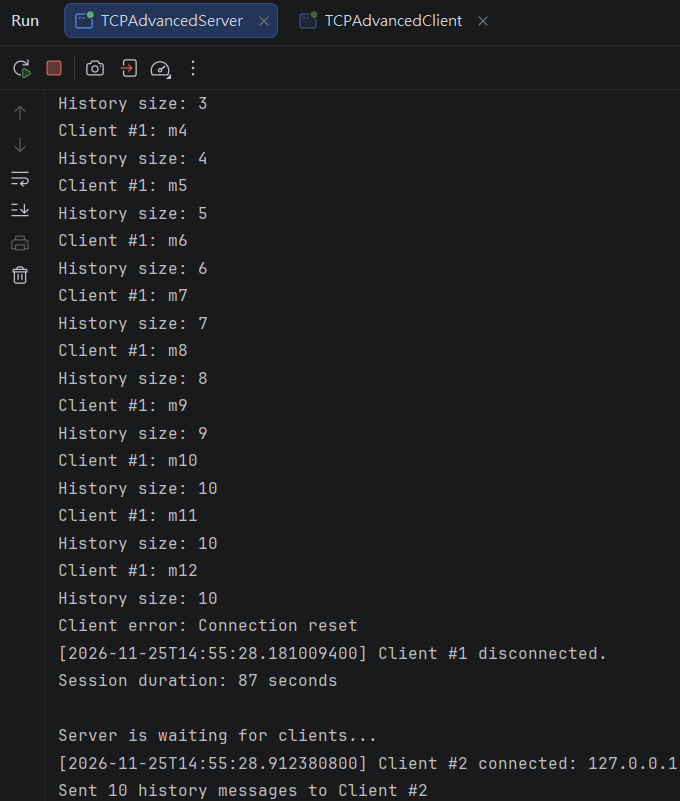 Run TCPAdvancedServer TCPAdvancedClient
History size: 3
Client #1: m4
History size: 4
Client #1: m5
History size: 5
Client #1: m6
History size: 6
Client #1: m7
History size: 7
Client #1: m8
History size: 8
Client #1: m9
History size: 9
Client #1: m10
History size: 10
Client #1: m11
History size: 10
Client #1: m12
History size: 10
Client error: Connection reset
[2026-11-25T14:55:28.181009400] Client #1 disconnected.
Session duration: 87 seconds
Server is waiting for clients...
[2026-11-25T14:55:28.912380800] Client #2 connected: 127.0.0.1
Sent 10 history messages to Client #2